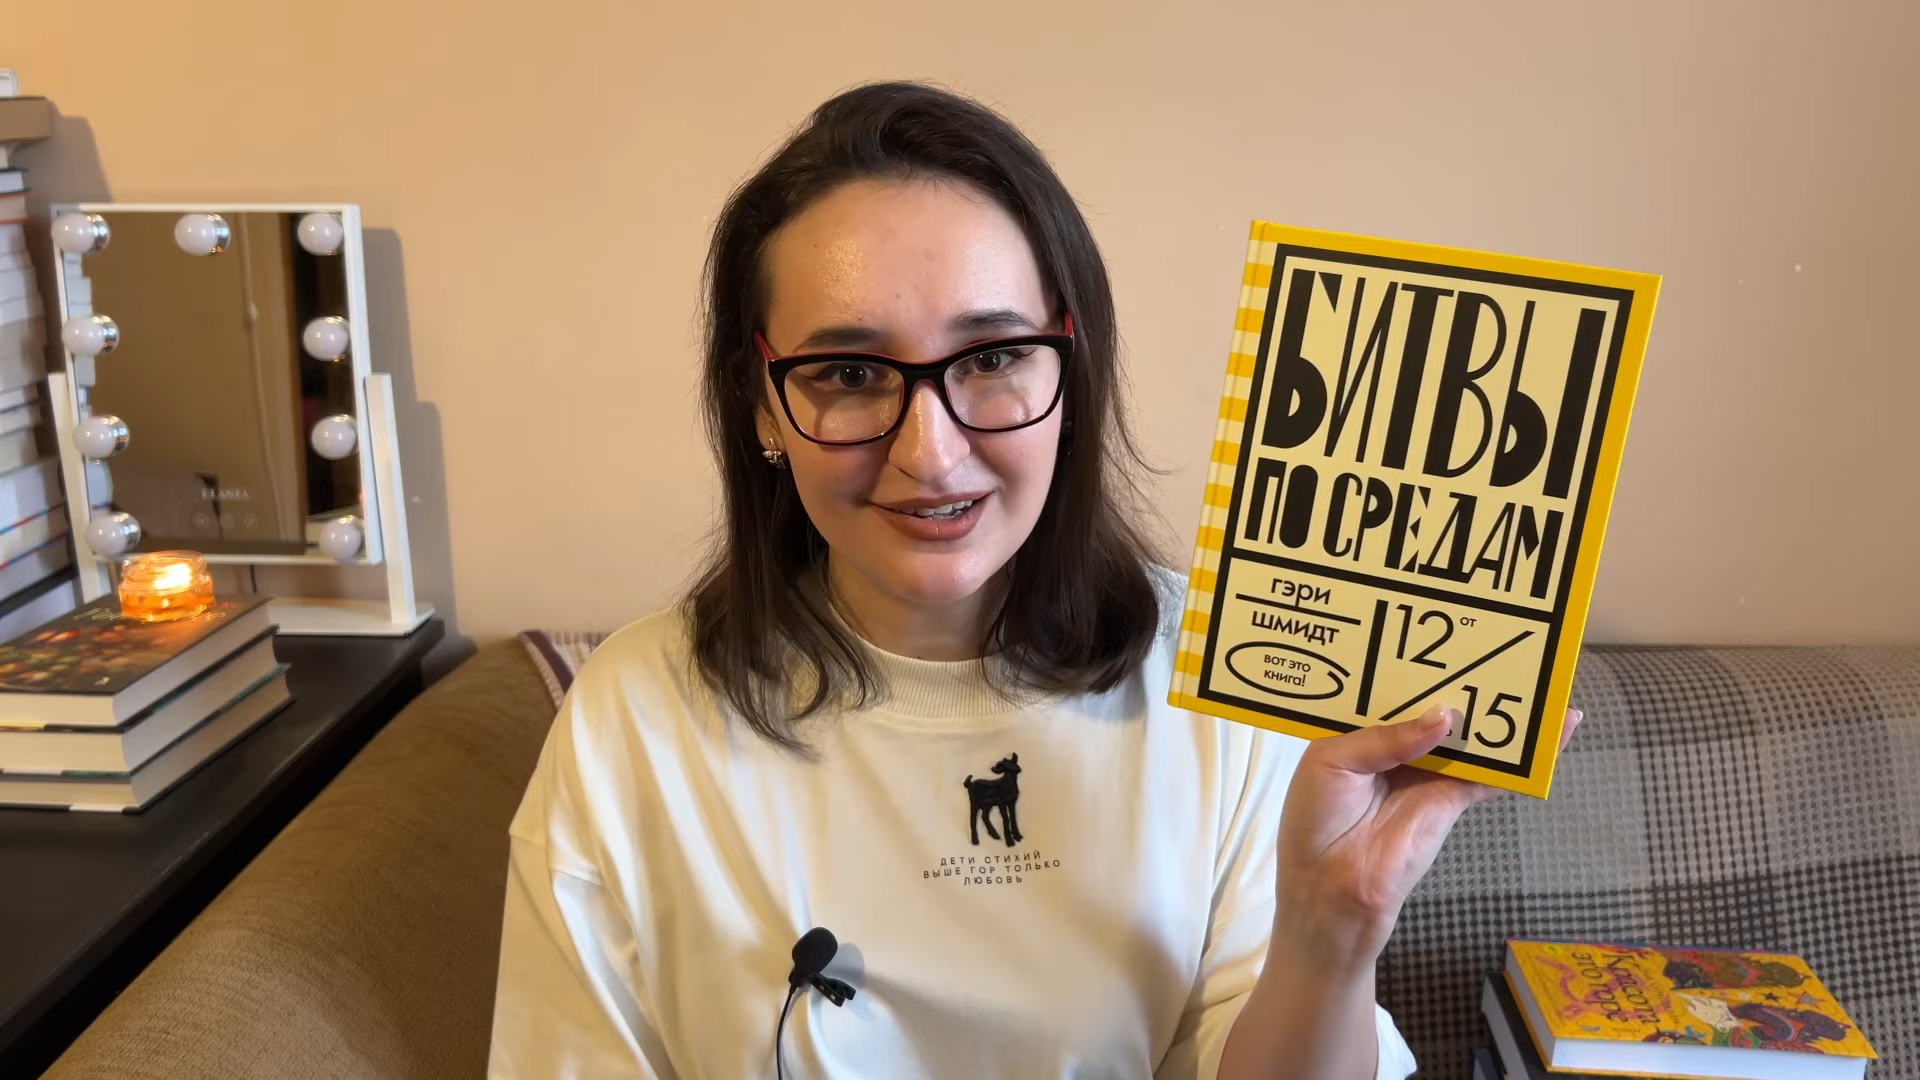 БИТВЫ
ПО СРЕДАМ
гэри
шмидт
вот это
книга!
12 от
15
ДЕТИ СТИХИЙ
ВЫШЕ ГОР ТОЛЬКО
ЛЮБОВЬ